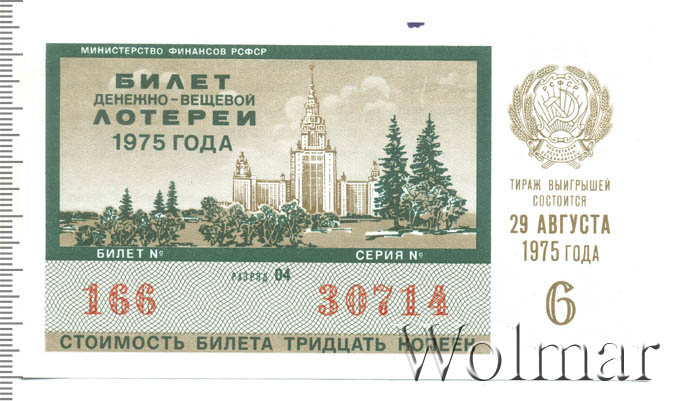 МИНИСТЕРСТВО ФИНАНСОВ РСФСР
БИЛЕТ
ДЕНЕЖНО-ВЕЩЕВОЙ
ЛОТЕРЕИ
1975 ГОДА
БИЛЕТ №
СЕРИЯ №
РАЗРЯД 04
166
30714
СТОИМОСТЬ БИЛЕТА ТРИДЦАТЬ КОПЕЕК
РСФСР
ТИРАЖ ВЫИГРЫШЕЙ
СОСТОИТСЯ
29 АВГУСТА
1975 ГОДА
6
Wolmar